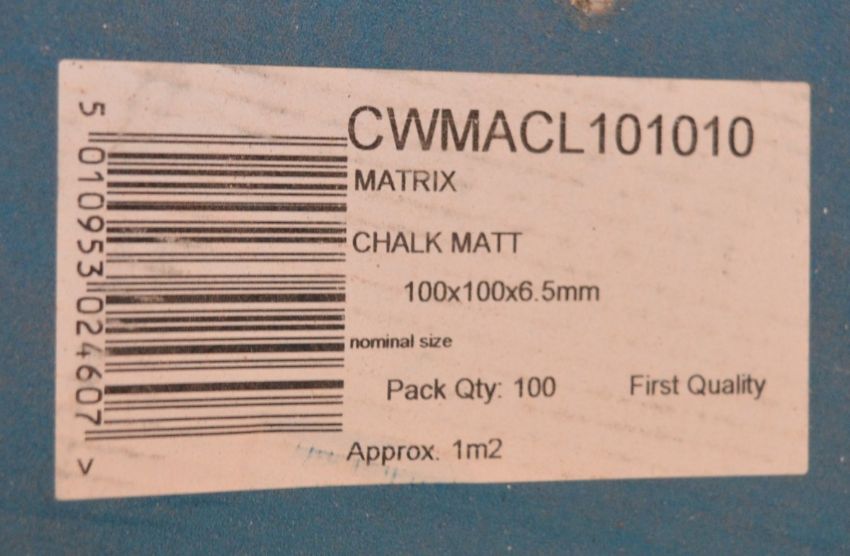 CWMACL101010
MATRIX
CHALK MATT
100x100x6.5mm
nominal size
Pack Qty: 100 First Quality
Approx. 1m2
5 010953 024607 >